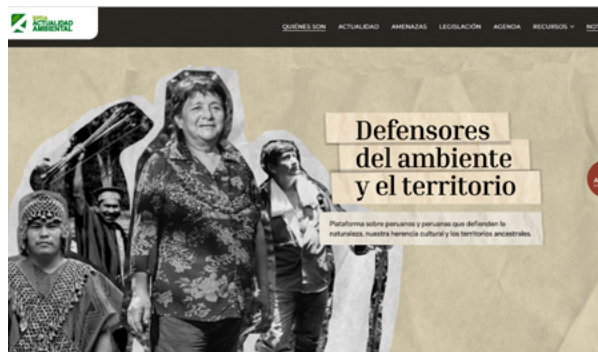 SPDA
ACTUALIDAD
AMBIENTAL
QUIÉNES SON ACTUALIDAD AMENAZAS LEGISLACIÓN AGENDA RECURSOS
Defensores
del ambiente
y el territorio
Plataforma sobre peruanas y peruanos que defienden la
naturaleza, nuestra herencia cultural y los territorios ancestrales.